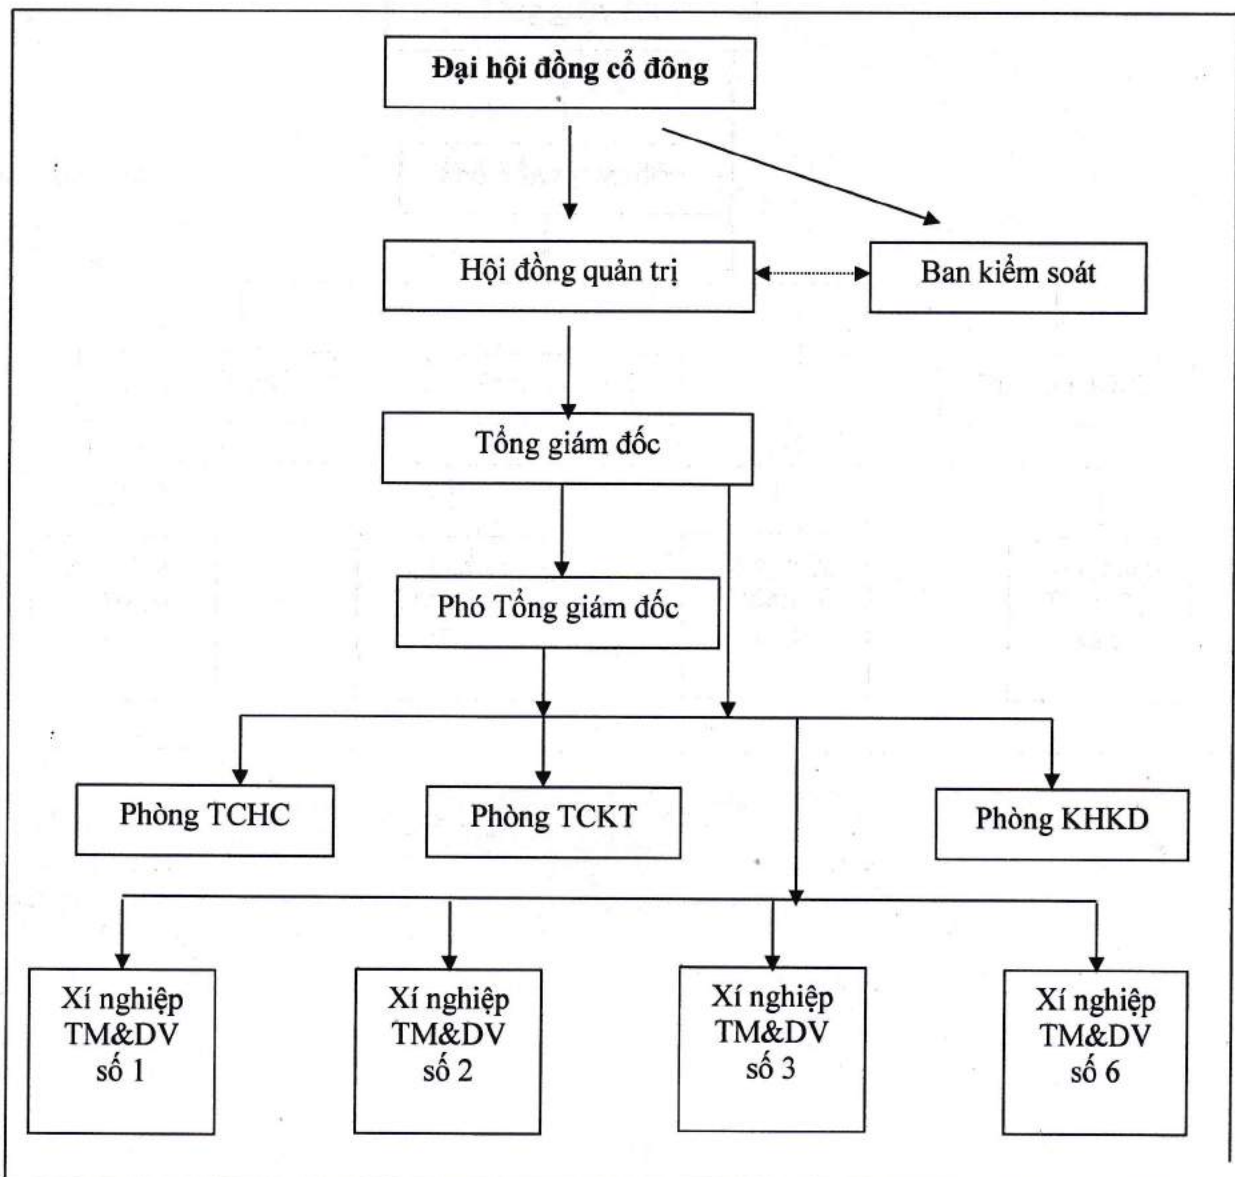 Đại hội đồng cổ đông
Hội đồng quản trị
Ban kiểm soát
Tổng giám đốc
Phó Tổng giám đốc
Phòng TCHC
Phòng TCKT
Phòng KHKD
Xí nghiệp
TM&DV
số 1
Xí nghiệp
TM&DV
số 2
Xí nghiệp
TM&DV
số 3
Xí nghiệp
TM&DV
số 6